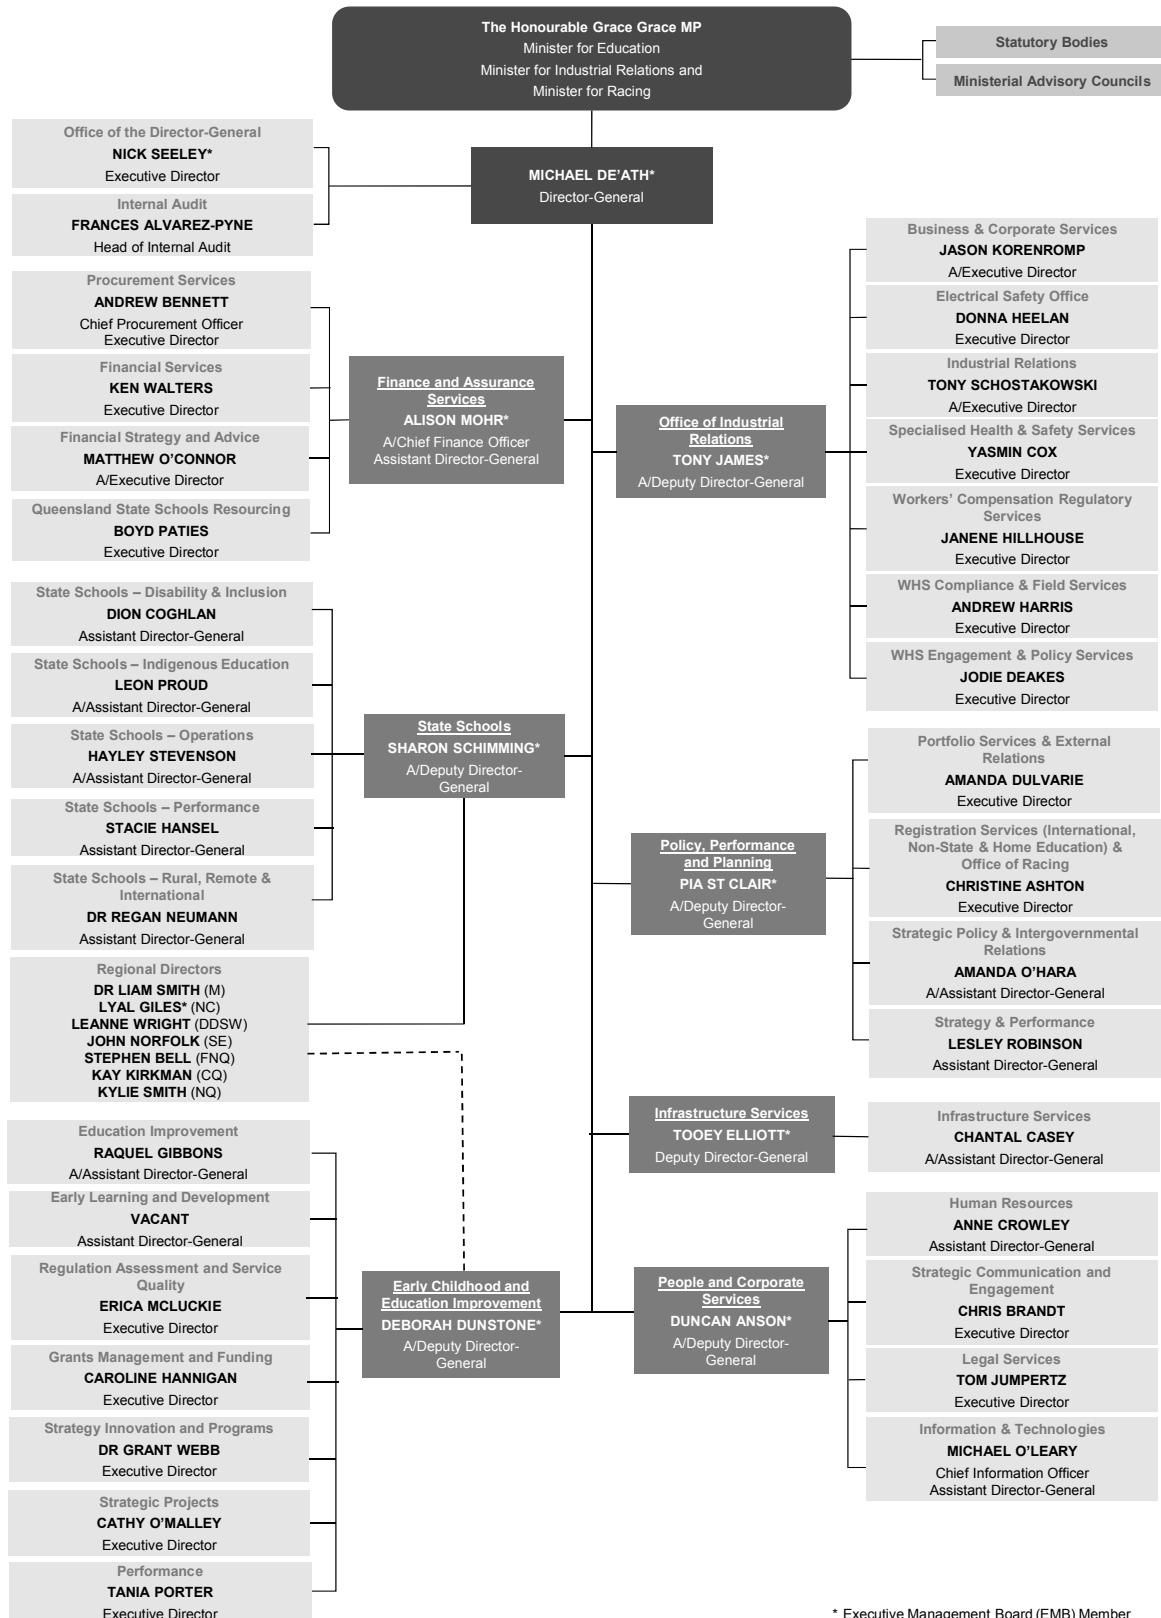 The Honourable Grace Grace MP
Minister for Education
Minister for Industrial Relations and
Minister for Racing
Statutory Bodies
Ministerial Advisory Councils
MICHAEL DE'ATH*
Director-General
Office of the Director-General
NICK SEELEY*
Executive Director
Internal Audit
FRANCES ALVAREZ-PYNE
Head of Internal Audit
Procurement Services
ANDREW BENNETT
Chief Procurement Officer
Executive Director
Financial Services
KEN WALTERS
Executive Director
Financial Strategy and Advice
MATTHEW O'CONNOR
A/Executive Director
Queensland State Schools Resourcing
BOYD PATIES
Executive Director
Finance and Assurance
Services
ALISON MOHR*
A/Chief Finance Officer
Assistant Director-General
Office of Industrial
Relations
TONY JAMES*
A/Deputy Director-General
Business & Corporate Services
JASON KORENROMP
A/Executive Director
Electrical Safety Office
DONNA HEELAN
Executive Director
Industrial Relations
TONY SCHOSTAKOWSKI
A/Executive Director
Specialised Health & Safety Services
YASMIN COX
Executive Director
Workers' Compensation Regulatory
Services
JANENE HILLHOUSE
Executive Director
WHS Compliance & Field Services
ANDREW HARRIS
Executive Director
WHS Engagement & Policy Services
JODIE DEAKES
Executive Director
State Schools – Disability & Inclusion
DION COGHLAN
Assistant Director-General
State Schools – Indigenous Education
LEON PROUD
A/Assistant Director-General
State Schools – Operations
HAYLEY STEVENSON
A/Assistant Director-General
State Schools – Performance
STACIE HANSEL
Assistant Director-General
State Schools – Rural, Remote &
International
DR REGAN NEUMANN
Assistant Director-General
Regional Directors
DR LIAM SMITH (M)
LYAL GILES* (NC)
LEANNE WRIGHT (DDSW)
JOHN NORFOLK (SE)
STEPHEN BELL (FNQ)
KAY KIRKMAN (CQ)
KYLIE SMITH (NQ)
State Schools
SHARON SCHIMMING*
A/Deputy Director-
General
Policy, Performance
and Planning
PIA ST CLAIR*
A/Deputy Director-
General
Portfolio Services & External
Relations
AMANDA DULVARIE
Executive Director
Registration Services (International,
Non-State & Home Education) &
Office of Racing
CHRISTINE ASHTON
Executive Director
Strategic Policy & Intergovernmental
Relations
AMANDA O'HARA
A/Assistant Director-General
Strategy & Performance
LESLEY ROBINSON
Assistant Director-General
Infrastructure Services
TOOEY ELLIOTT*
Deputy Director-General
Infrastructure Services
CHANTAL CASEY
A/Assistant Director-General
Education Improvement
RAQUEL GIBBONS
A/Assistant Director-General
Early Learning and Development
VACANT
Assistant Director-General
Regulation Assessment and Service
Quality
ERICA MCLUCKIE
Executive Director
Grants Management and Funding
CAROLINE HANNIGAN
Executive Director
Strategy Innovation and Programs
DR GRANT WEBB
Executive Director
Strategic Projects
CATHY O'MALLEY
Executive Director
Performance
TANIA PORTER
Executive Director
Early Childhood and
Education Improvement
DEBORAH DUNSTONE*
A/Deputy Director-
General
People and Corporate
Services
DUNCAN ANSON*
A/Deputy Director-
General
Human Resources
ANNE CROWLEY
Assistant Director-General
Strategic Communication and
Engagement
CHRIS BRANDT
Executive Director
Legal Services
TOM JUMPERTZ
Executive Director
Information & Technologies
MICHAEL O'LEARY
Chief Information Officer
Assistant Director-General
* Executive Management Board (EMB) Member